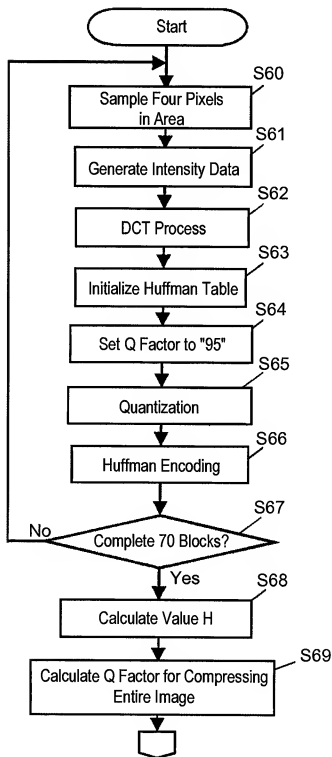 Start
S60
Sample Four Pixels
in Area
S61
Generate Intensity Data
S62
DCT Process
S63
Initialize Huffman Table
S64
Set Q Factor to "95"
S65
Quantization
S66
Huffman Encoding
S67
No
Complete 70 Blocks?
Yes
S68
Calculate Value H
S69
Calculate Q Factor for Compressing
Entire Image